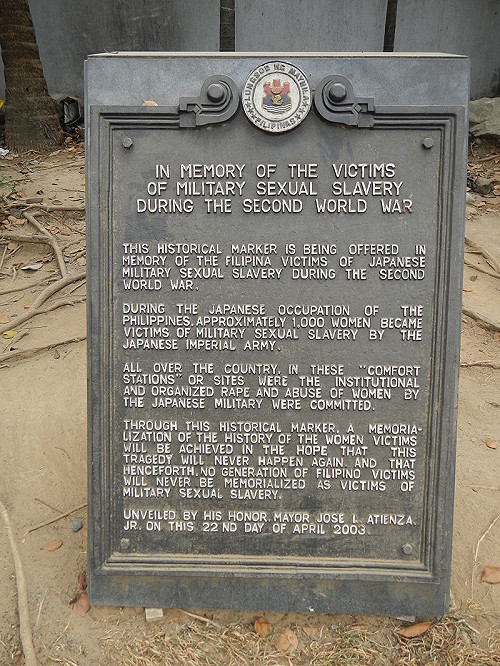 LUNGSOD NG MAYNILA
PILIPINAS
IN MEMORY OF THE VICTIMS
OF MILITARY SEXUAL SLAVERY
DURING THE SECOND WORLD WAR
THIS HISTORICAL MARKER IS BEING OFFERED IN
MEMORY OF THE FILIPINA VICTIMS OF JAPANESE
MILITARY SEXUAL SLAVERY DURING THE SECOND
WORLD WAR.
DURING THE JAPANESE OCCUPATION OF THE
PHILIPPINES, APPROXIMATELY 1,000 WOMEN BECAME
VICTIMS OF MILITARY SEXUAL SLAVERY BY THE
JAPANESE IMPERIAL ARMY.
ALL OVER THE COUNTRY, IN THESE "COMFORT
STATIONS" OR SITES WERE THE INSTITUTIONAL
AND ORGANIZED RAPE AND ABUSE OF WOMEN BY
THE JAPANESE MILITARY WERE COMMITTED.
THROUGH THIS HISTORICAL MARKER, A MEMORIA-
LIZATION OF THE HISTORY OF THE WOMEN VICTIMS
WILL BE ACHIEVED IN THE HOPE THAT THIS
TRAGEDY WILL NEVER HAPPEN AGAIN. AND THAT
HENCEFORTH, NO GENERATION OF FILIPINO VICTIMS
WILL NEVER BE MEMORIALIZED AS VICTIMS OF
MILITARY SEXUAL SLAVERY.
UNVEILED BY HIS HONOR, MAYOR JOSE L. ATIENZA,
JR. ON THIS 22 ND DAY OF APRIL 2003.